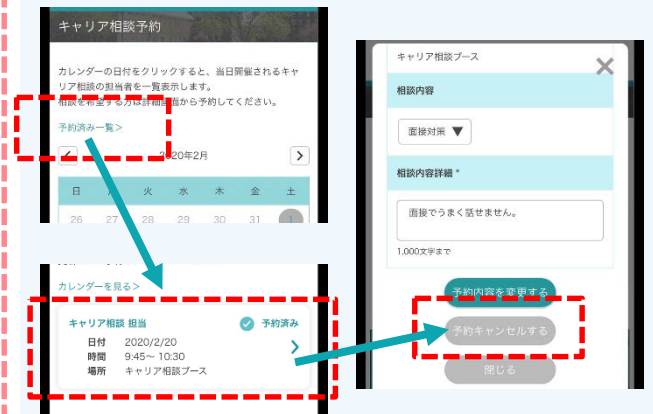 キャリア相談予約
カレンダーの日付をクリックすると、当日開催されるキャ
リア相談の担当者を一覧表示します。
相談を希望する方は詳細画面から予約してください。
予約済み一覧>
2020年2月
日 火 水 木 金 土
26 27 28 29 30 31 1
カレンダーを見る>
キャリア相談 担当 予約済み
日付 2020/2/20
時間 9:45~ 10:30
場所 キャリア相談ブース
キャリア相談ブース
相談内容
面接対策 ▼
相談内容詳細 *
面接でうまく話せません。
1,000文字まで
予約内容を変更する
予約キャンセルする
閉じる